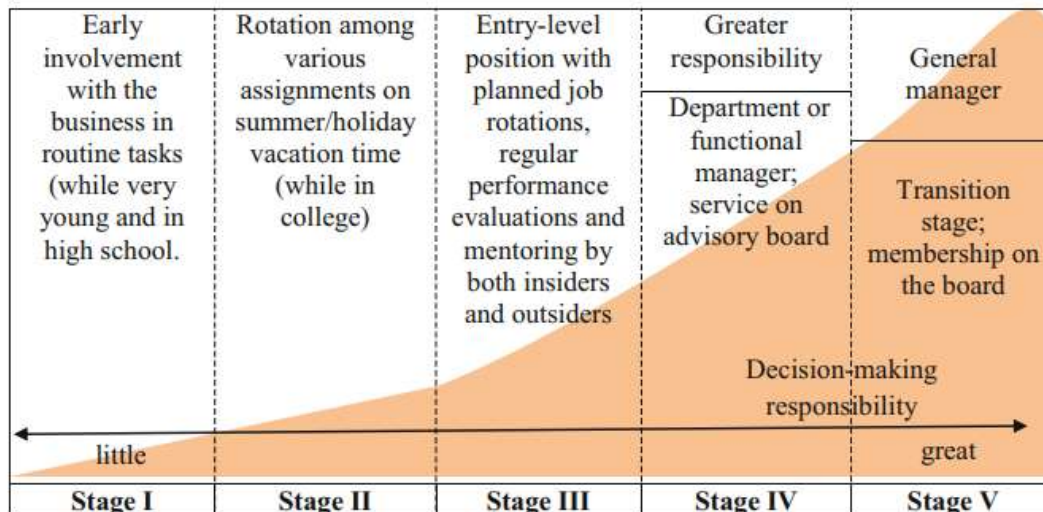 Early
involvement
with the
business in
routine tasks
(while very
young and in
high school.
Rotation among
various
assignments on
summer/holiday
vacation time
(while in
college)
Entry-level
position with
planned job
rotations,
regular
performance
evaluations and
mentoring by
both insiders
and outsiders
Greater
responsibility
Department or
functional
manager;
service on
advisory board
General
manager
Transition
stage;
membership on
the board
Decision-making
responsibility
little
great
Stage I
Stage II
Stage III
Stage IV
Stage V